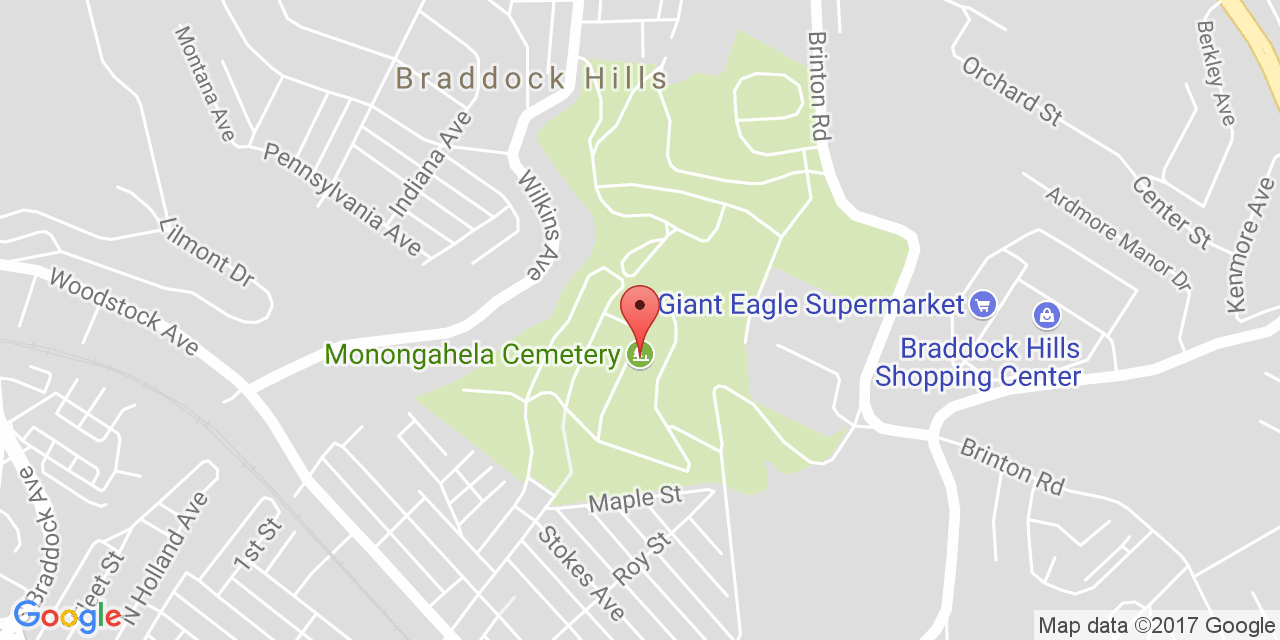 Braddock Hills
Brinton Rd
Berkley Ave
Montana Ave
Orchard St
Indiana Ave
Pennsylvania Ave
Wilkins Ave
Center St
Ardmore Manor Dr
Kenmore Ave
Lilmont Dr
Woodstock Ave
Giant Eagle Supermarket
Monongahela Cemetery
Braddock Hills
Shopping Center
Brinton Rd
Braddock Ave
Maple St
N Holland Ave
1st St
Stokes Ave
Roy St
Fleet St
Google
Map data ©2017 Google